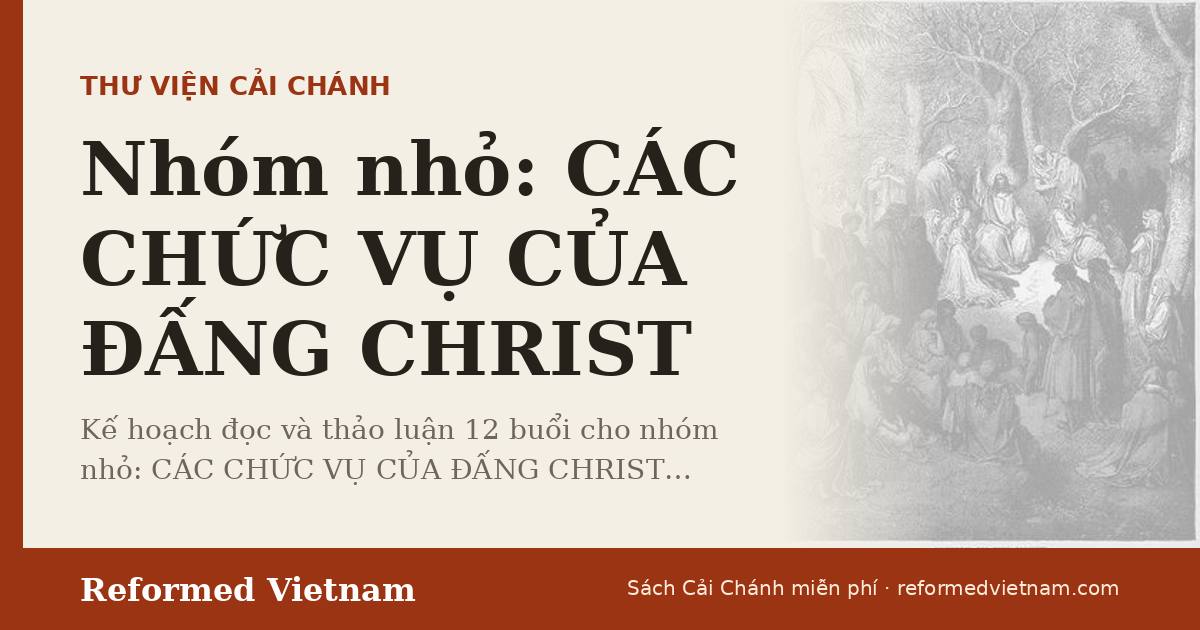 THƯ VIỆN CẢI CHÁNH
Nhóm nhỏ: CÁC
CHỨC VỤ CỦA
ĐẤNG CHRIST
Kế hoạch đọc và thảo luận 12 buổi cho nhóm
nhỏ: CÁC CHỨC VỤ CỦA ĐẤNG CHRIST...
Reformed Vietnam
Sách Cải Chánh miễn phí · reformedvietnam.com